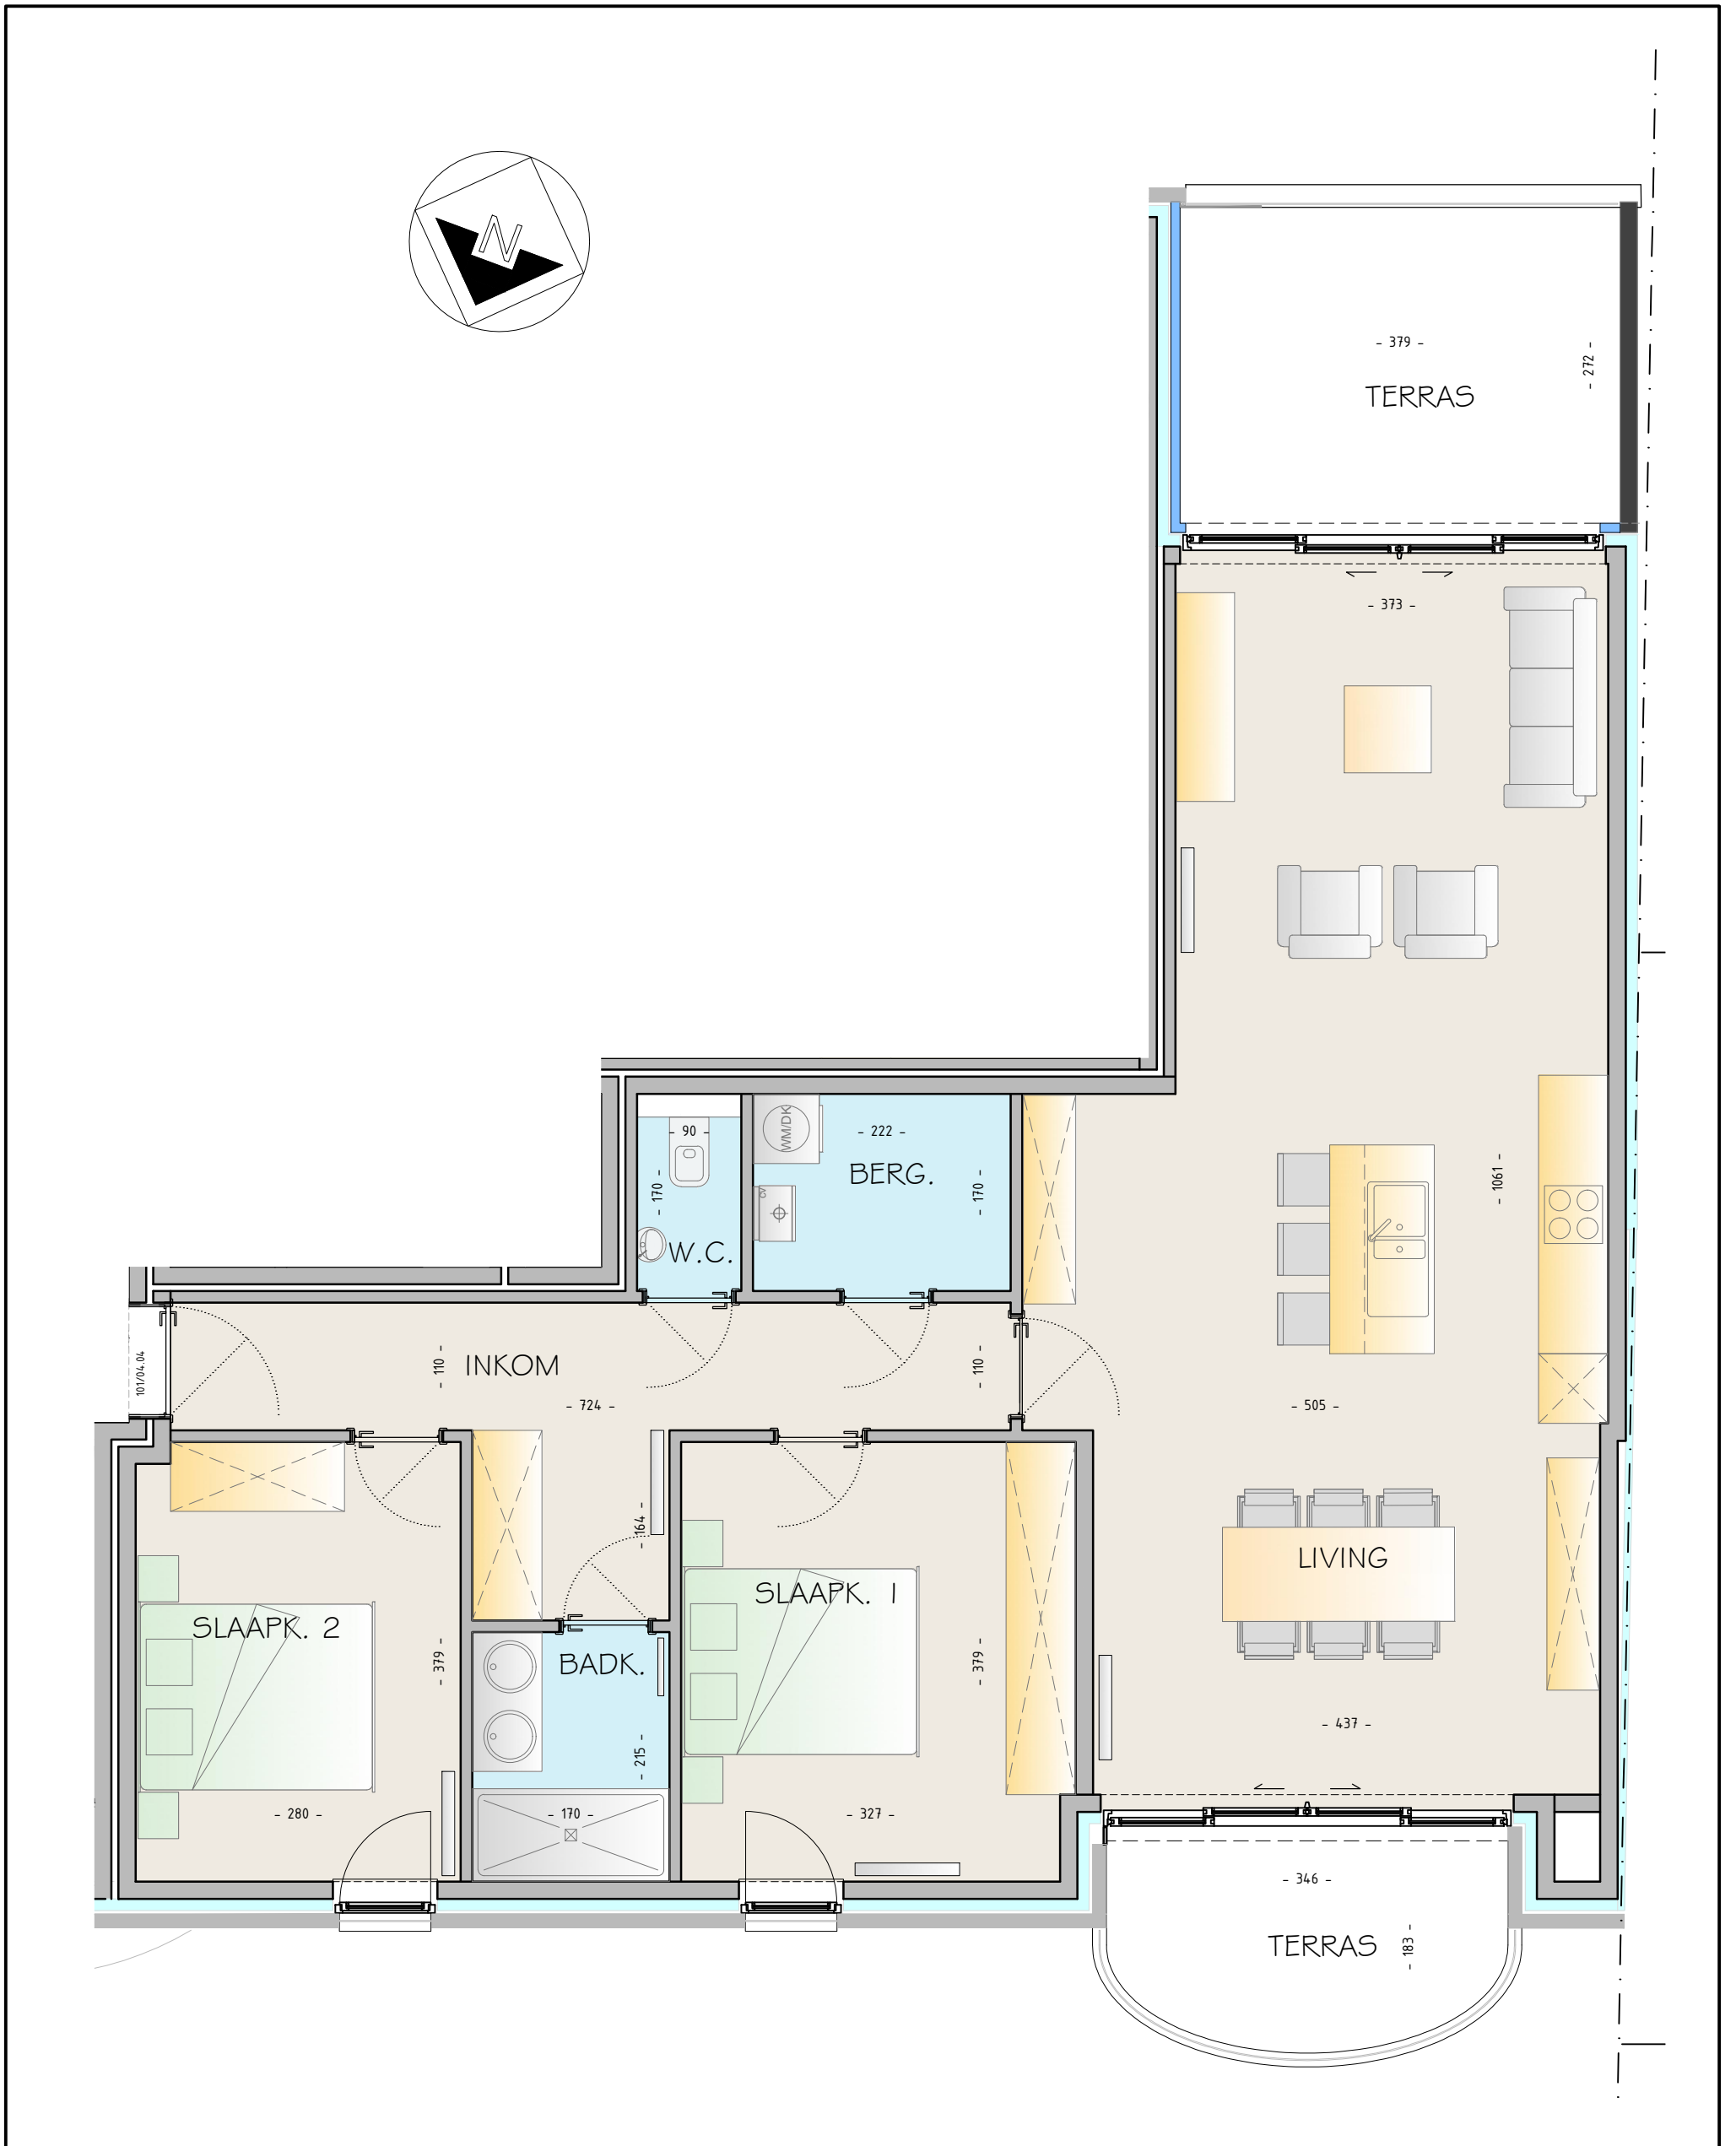 N
- 379 -
- 272 -
TERRAS
- 373 -
WM/DK
- 90 -
- 222 -
BERG.
- 170 -
- 170 -
- 1061 -
CV
W.C.
101/04.04
- 110 -
INKOM
- 110 -
- 724 -
- 505 -
- 164 -
LIVING
SLAAPK. 1
SLAAPK. 2
- 379 -
BADK.
- 379 -
- 437 -
- 215 -
- 280 -
- 170 -
- 327 -
- 346 -
TERRAS
- 183 -